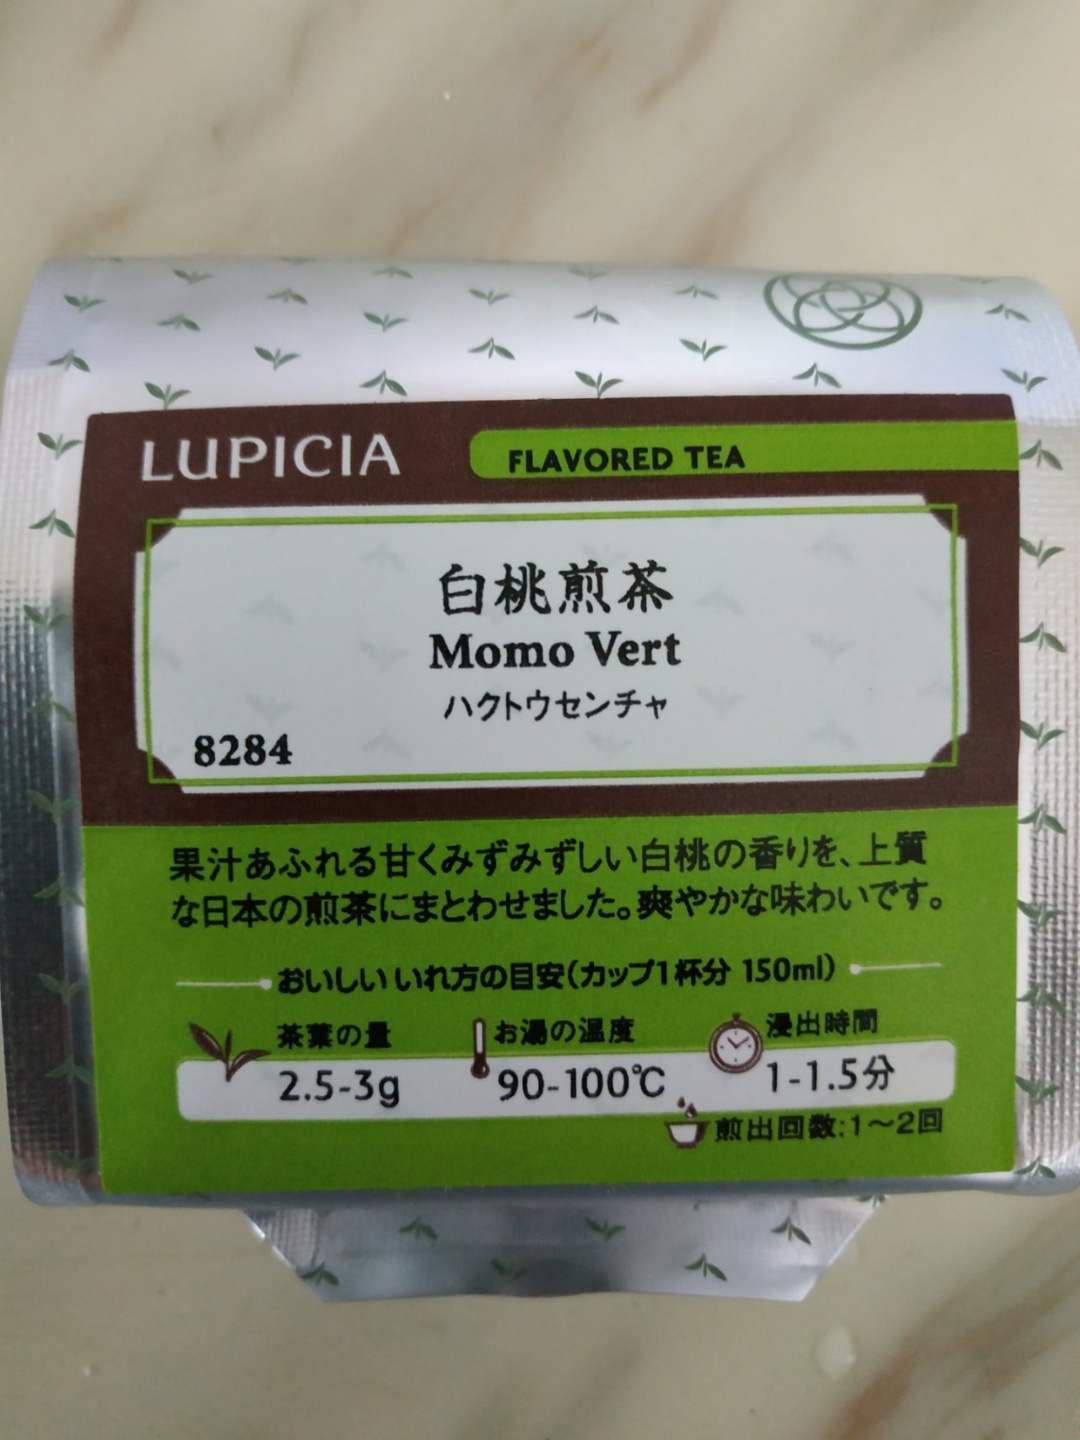 LUPICIA
FLAVORED TEA
白桃煎茶
Momo Vert
ハクトウセンチャ
8284
果汁あふれる甘くみずみずしい白桃の香りを、上質
な日本の煎茶にまとわせました。爽やかな味わいです。
おいしいいれ方の目安(カップ1杯分 150ml)
茶葉の量
2.5-3g
お湯の温度
90-100℃
浸出時間
1-1.5分
煎出回数:1～2回